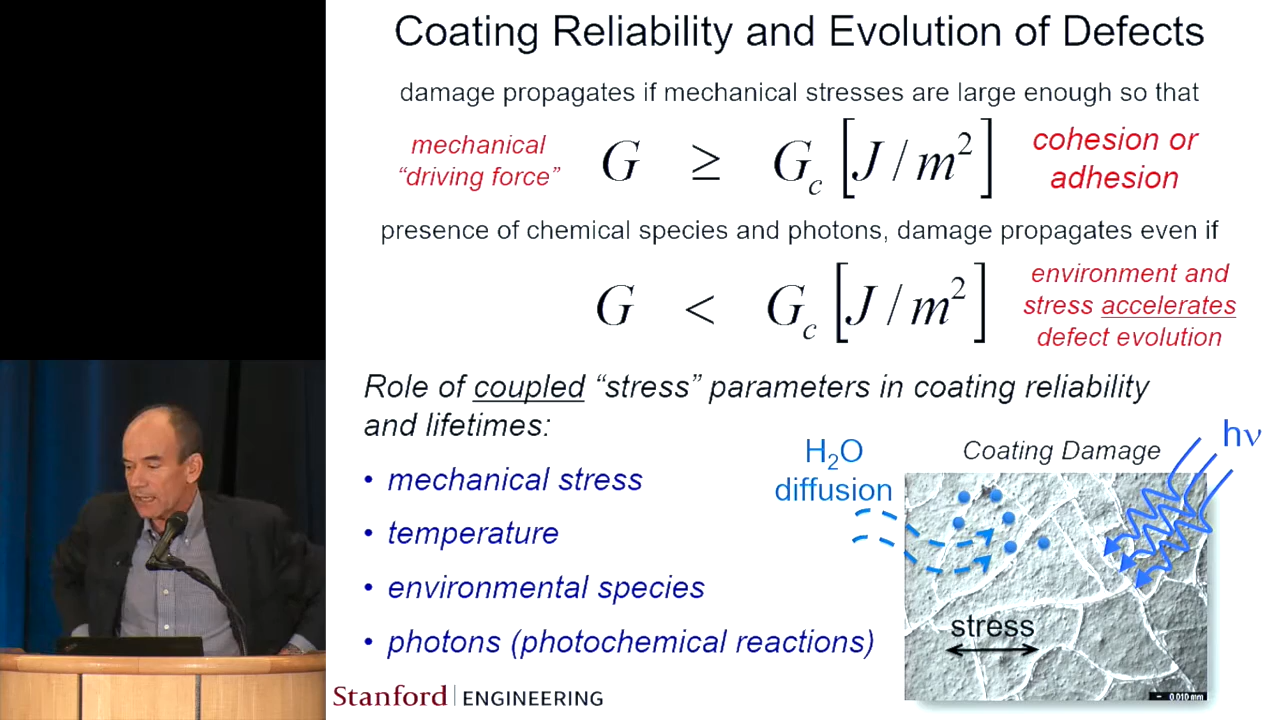 Coating Reliability and Evolution of Defects
damage propagates if mechanical stresses are large enough so that
mechanical
“driving force”
G ≥ G_c [J/m²]
cohesion or
adhesion
presence of chemical species and photons, damage propagates even if
G < G_c [J/m²]
environment and
stress accelerates
defect evolution
Role of coupled “stress” parameters in coating reliability
and lifetimes:
• mechanical stress
• temperature
• environmental species
• photons (photochemical reactions)
H₂O
diffusion
Coating Damage
hν
stress
0.010 mm
Stanford | ENGINEERING